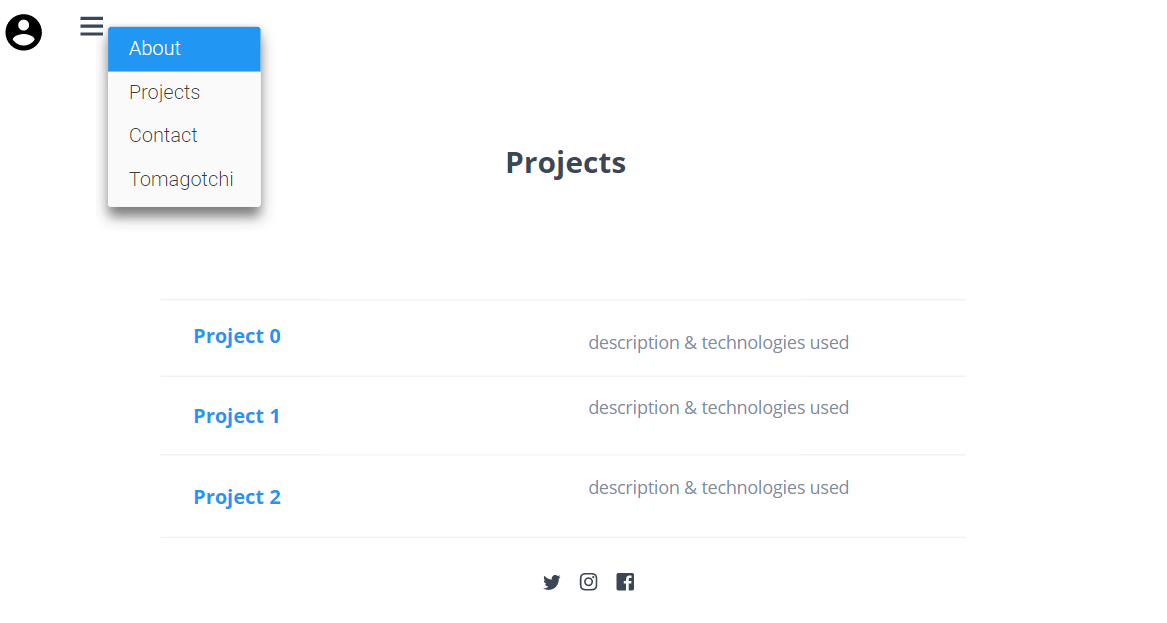 About
Projects
Contact
Tomagotchi
Projects
Project 0
description & technologies used
Project 1
description & technologies used
Project 2
description & technologies used